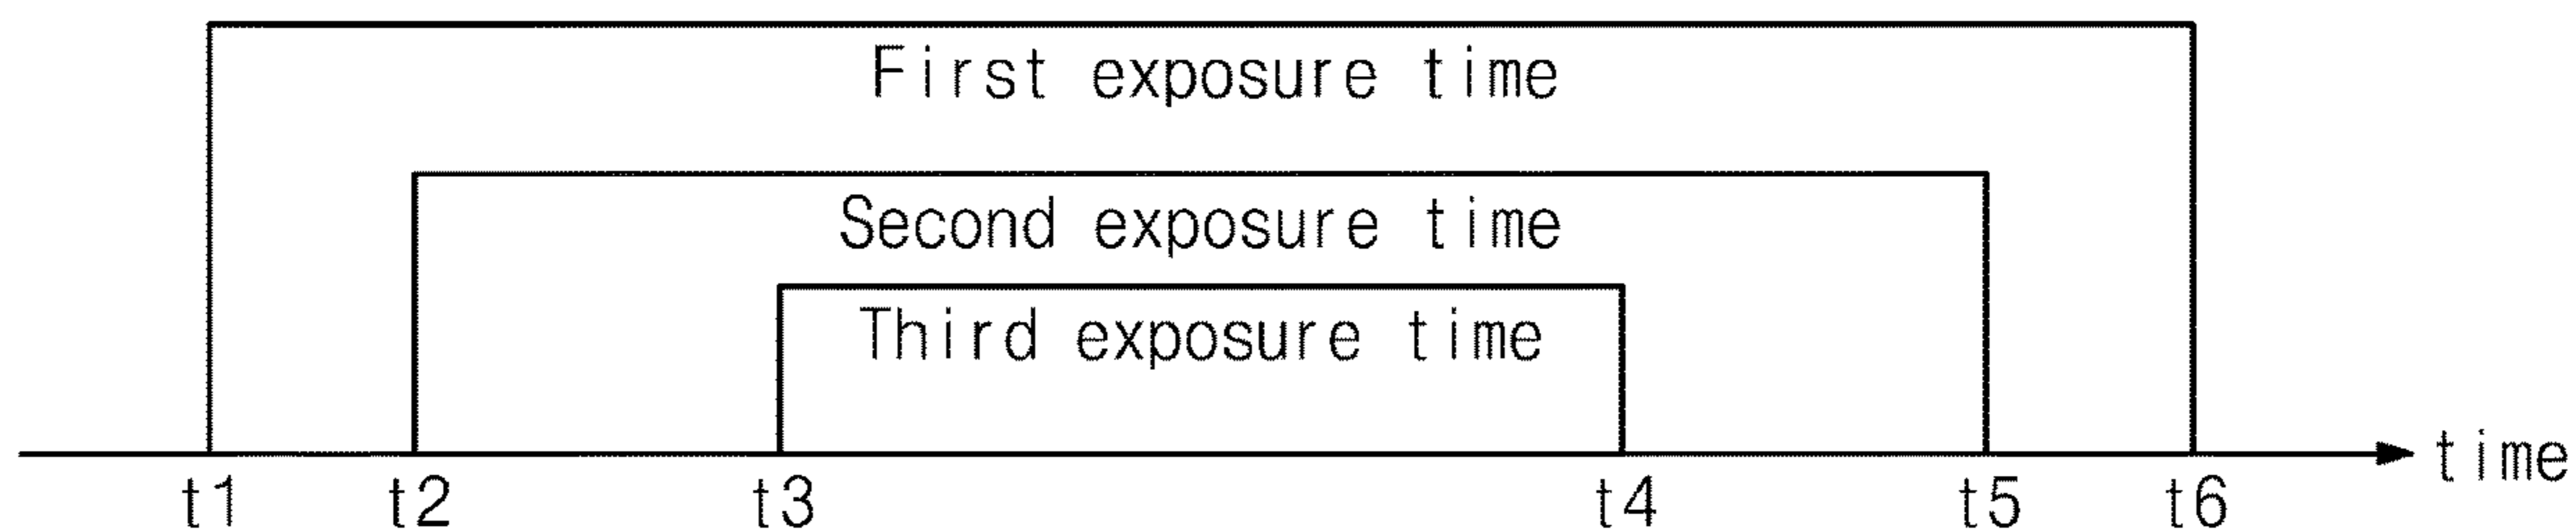 First exposure time
Second exposure time
Third exposure time
time
t1 t2 t3 t4 t5 t6